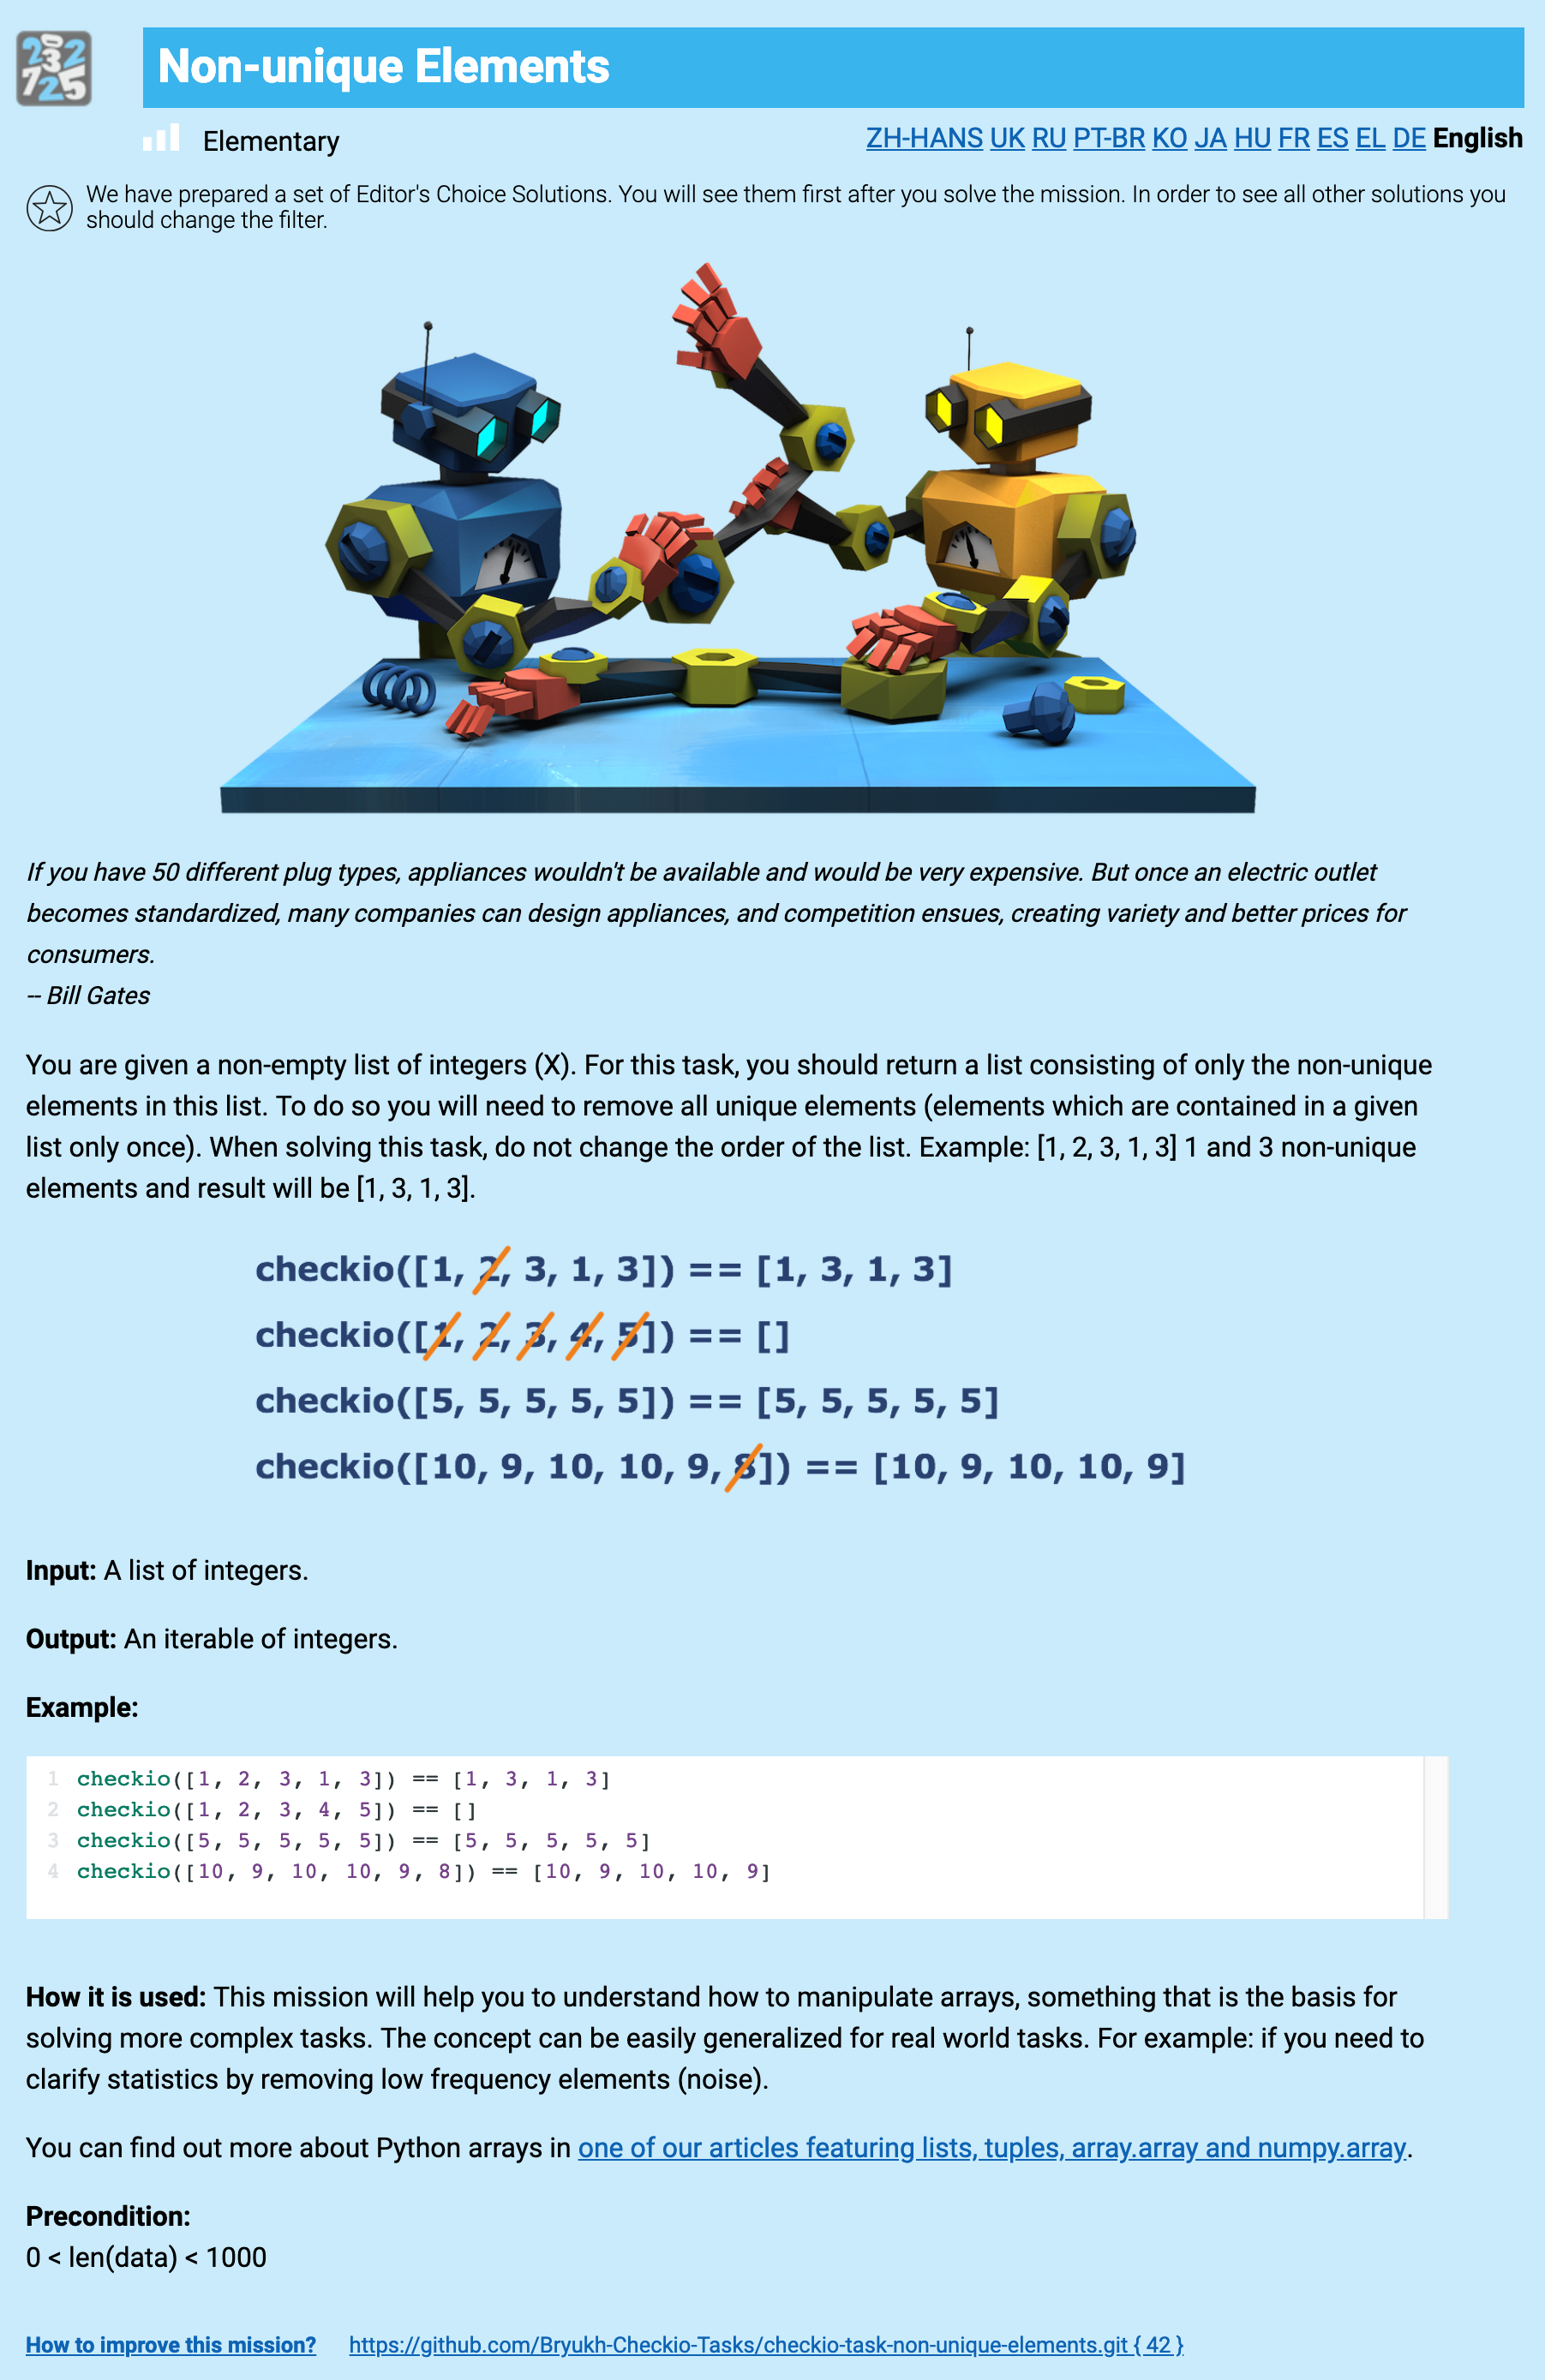 2 0 3 2
7 2 5
Non-unique Elements
Elementary
ZH-HANS UK RU PT-BR KO JA HU FR ES EL DE English
We have prepared a set of Editor's Choice Solutions. You will see them first after you solve the mission. In order to see all other solutions you
should change the filter.
If you have 50 different plug types, appliances wouldn't be available and would be very expensive. But once an electric outlet
becomes standardized, many companies can design appliances, and competition ensues, creating variety and better prices for
consumers.
-- Bill Gates
You are given a non-empty list of integers (X). For this task, you should return a list consisting of only the non-unique
elements in this list. To do so you will need to remove all unique elements (elements which are contained in a given
list only once). When solving this task, do not change the order of the list. Example: [1, 2, 3, 1, 3] 1 and 3 non-unique
elements and result will be [1, 3, 1, 3].
checkio([1, 2, 3, 1, 3]) == [1, 3, 1, 3]
checkio([1, 2, 3, 4, 5]) == []
checkio([5, 5, 5, 5, 5]) == [5, 5, 5, 5, 5]
checkio([10, 9, 10, 10, 9, 8]) == [10, 9, 10, 10, 9]
Input: A list of integers.
Output: An iterable of integers.
Example:
1 checkio([1, 2, 3, 1, 3]) == [1, 3, 1, 3]
2 checkio([1, 2, 3, 4, 5]) == []
3 checkio([5, 5, 5, 5, 5]) == [5, 5, 5, 5, 5]
4 checkio([10, 9, 10, 10, 9, 8]) == [10, 9, 10, 10, 9]
How it is used: This mission will help you to understand how to manipulate arrays, something that is the basis for
solving more complex tasks. The concept can be easily generalized for real world tasks. For example: if you need to
clarify statistics by removing low frequency elements (noise).
You can find out more about Python arrays in one of our articles featuring lists, tuples, array.array and numpy.array.
Precondition:
0 < len(data) < 1000
How to improve this mission? https://github.com/Bryukh-Checkio-Tasks/checkio-task-non-unique-elements.git { 42 }